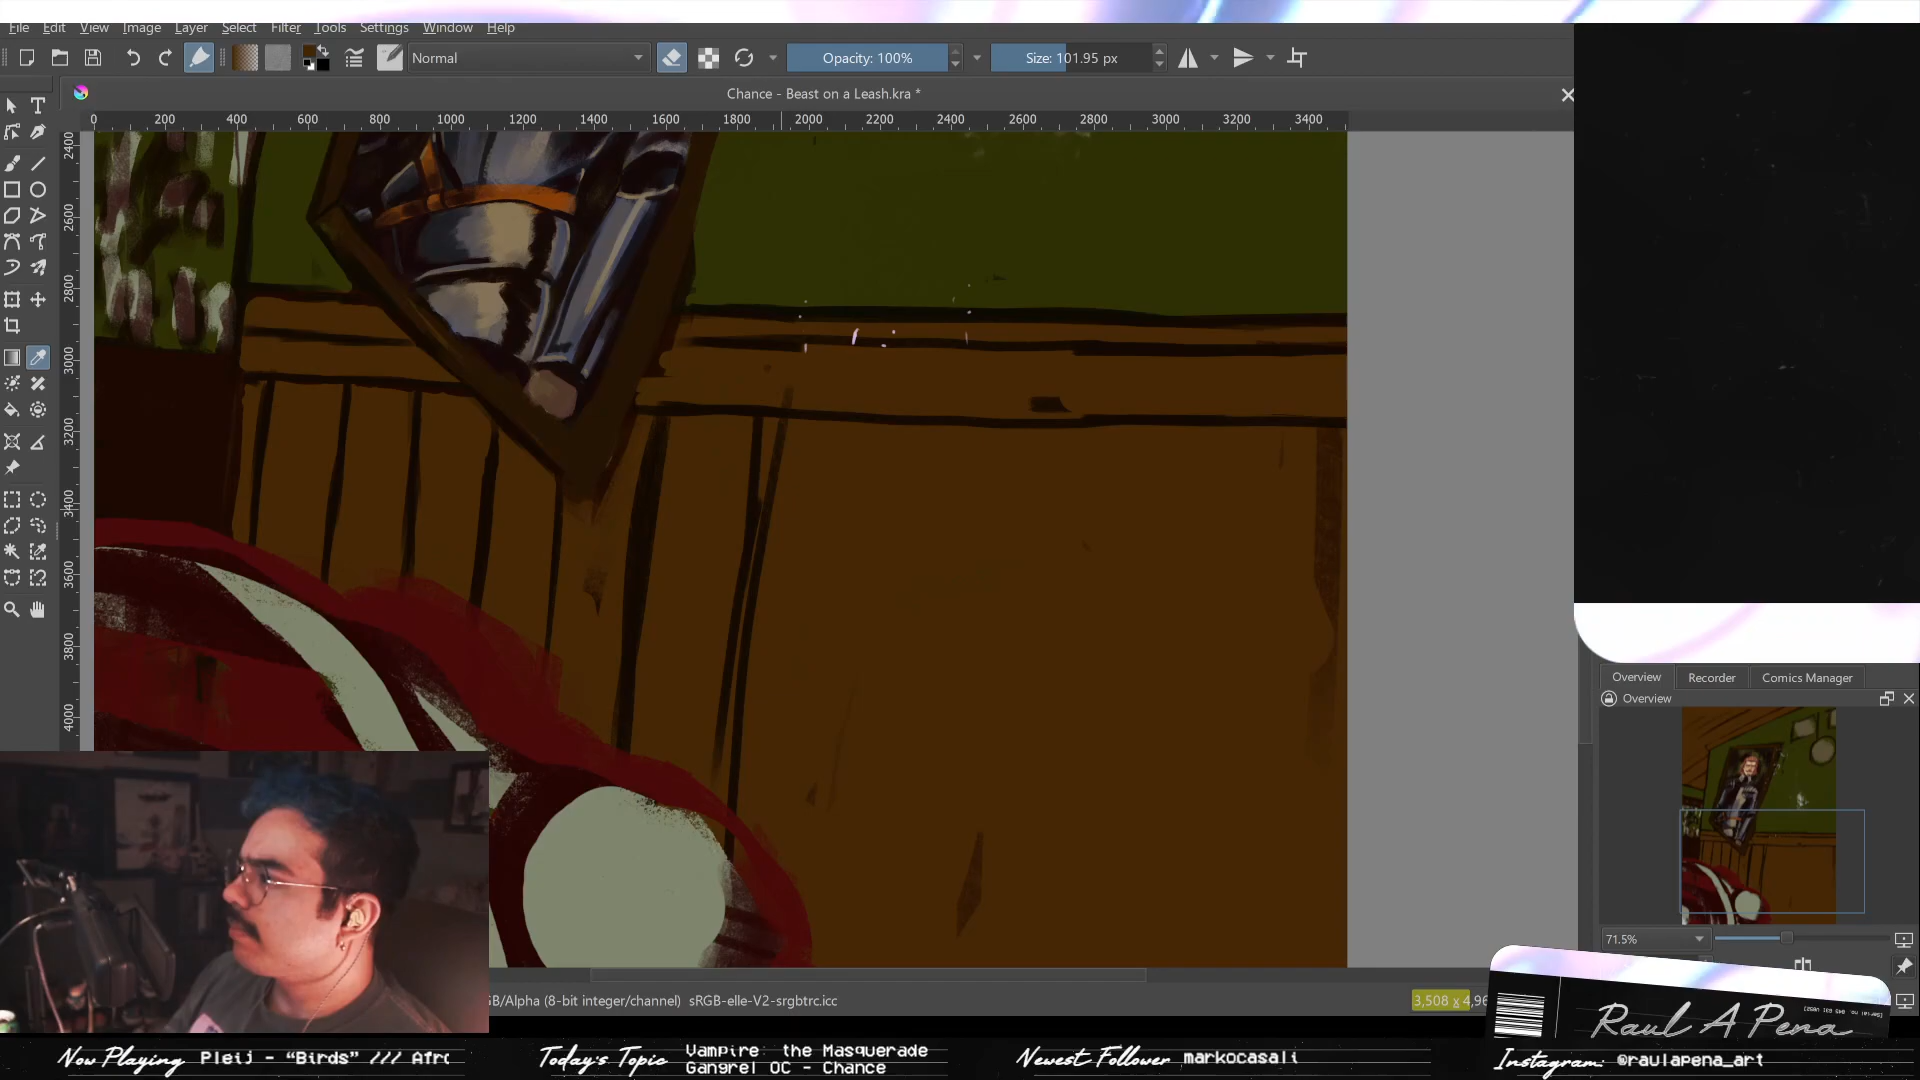 File Edit View Image Layer Select Filter Tools Settings Window Help
Normal
Opacity: 100%
Size: 101.95 px
Chance - Beast on a Leash.kra *
0 200 400 600 800 1000 1200 1400 1600 1800 2000 2200 2400 2600 2800 3000 3200 3400
2400
2600
2800
3000
3200
3400
3600
3800
4000
Overview Recorder Comics Manager
Overview
71.5%
GB/Alpha (8-bit integer/channel) sRGB-elle-V2-srgbtrc.icc
3,508 x 4,96
Raul A Pena
Now Playing Pleij - “Birds” /// Afro
Today's Topic Vampire: the Masquerade
Gangrel OC - Chance
Newest Follower markocasali
Instagram: @raulapena_art